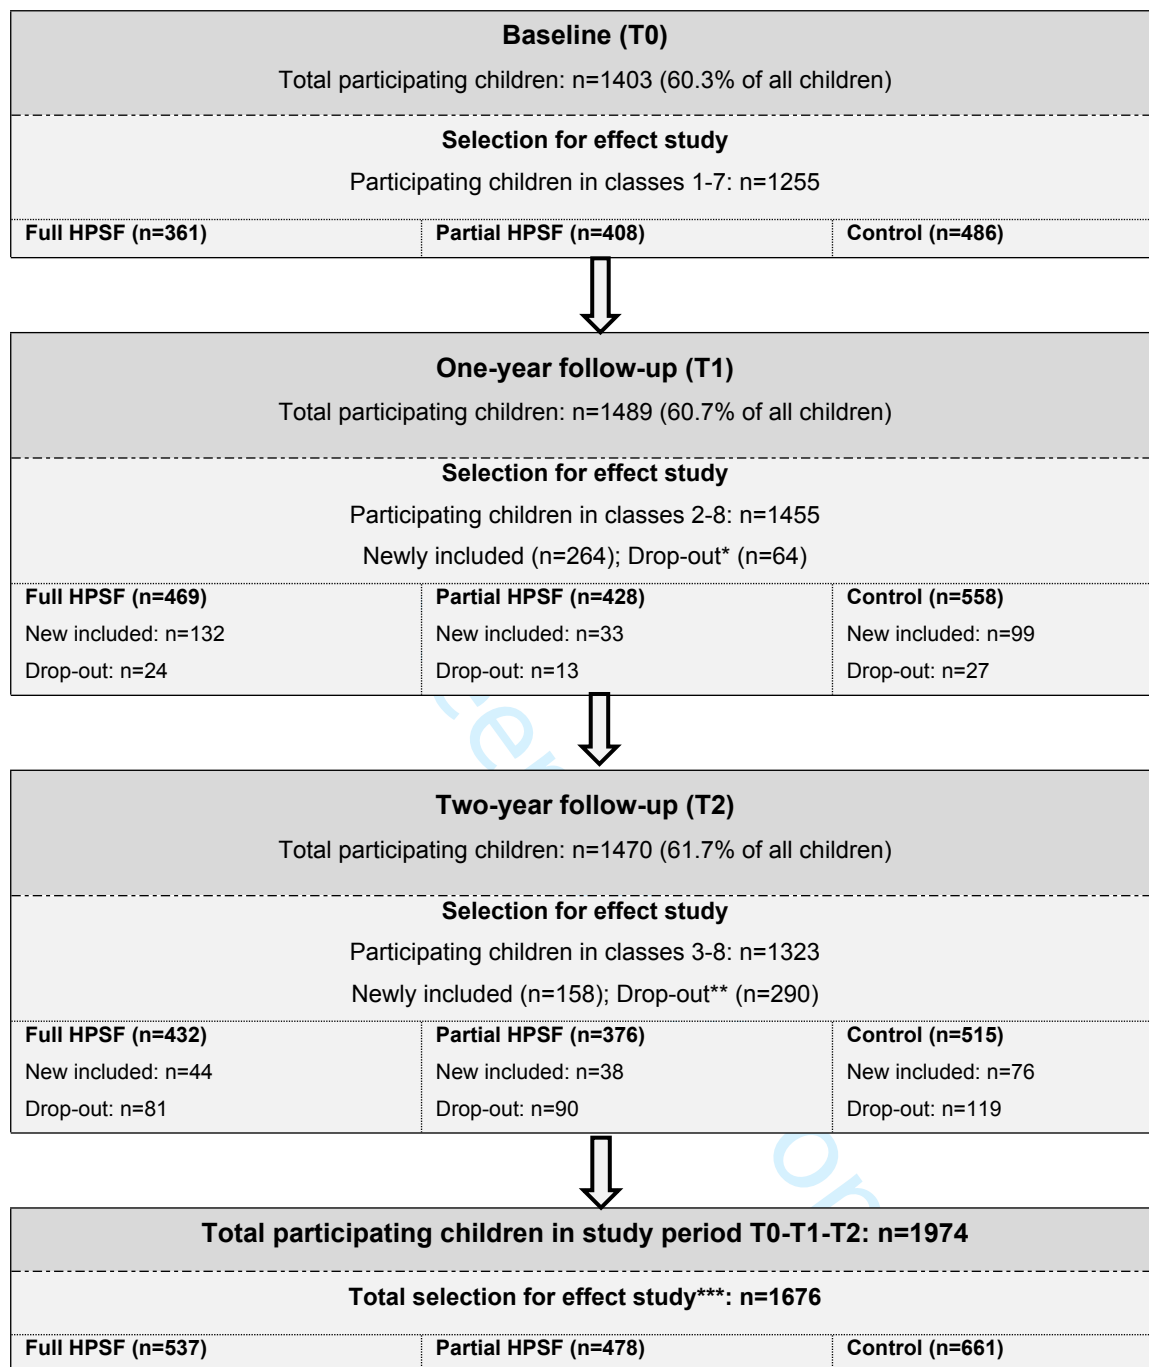 Baseline (T0)
Total participating children: n=1403 (60.3% of all children)
Selection for effect study
Participating children in classes 1-7: n=1255
Full HPSF (n=361) Partial HPSF (n=408) Control (n=486)
One-year follow-up (T1)
Total participating children: n=1489 (60.7% of all children)
Selection for effect study
Participating children in classes 2-8: n=1455
Newly included (n=264); Drop-out* (n=64)
Full HPSF (n=469) Partial HPSF (n=428) Control (n=558)
New included: n=132 New included: n=33 New included: n=99
Drop-out: n=24 Drop-out: n=13 Drop-out: n=27
Two-year follow-up (T2)
Total participating children: n=1470 (61.7% of all children)
Selection for effect study
Participating children in classes 3-8: n=1323
Newly included (n=158); Drop-out** (n=290)
Full HPSF (n=432) Partial HPSF (n=376) Control (n=515)
New included: n=44 New included: n=38 New included: n=76
Drop-out: n=81 Drop-out: n=90 Drop-out: n=119
Total participating children in study period T0-T1-T2: n=1974
Total selection for effect study***: n=1676
Full HPSF (n=537) Partial HPSF (n=478) Control (n=661)